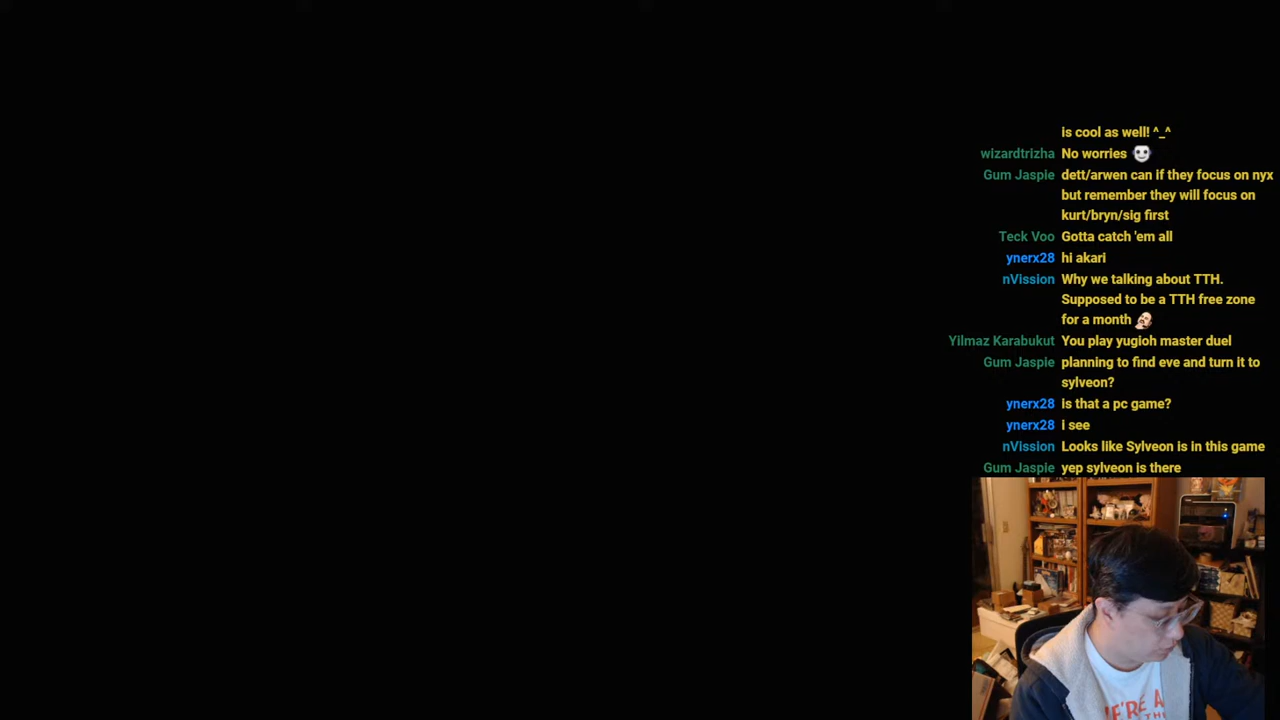 is cool as well! ^_^
wizardtrizha No worries
Gum Jaspie dett/arwen can if they focus on nyx
but remember they will focus on
kurt/bryn/sig first
Teck Voo Gotta catch 'em all
ynerx28 hi akari
nVission Why we talking about TTH.
Supposed to be a TTH free zone
for a month
Yilmaz Karabukut You play yugioh master duel
Gum Jaspie planning to find eve and turn it to
sylveon?
ynerx28 is that a pc game?
ynerx28 i see
nVission Looks like Sylveon is in this game
Gum Jaspie yep sylveon is there
WE'RE A